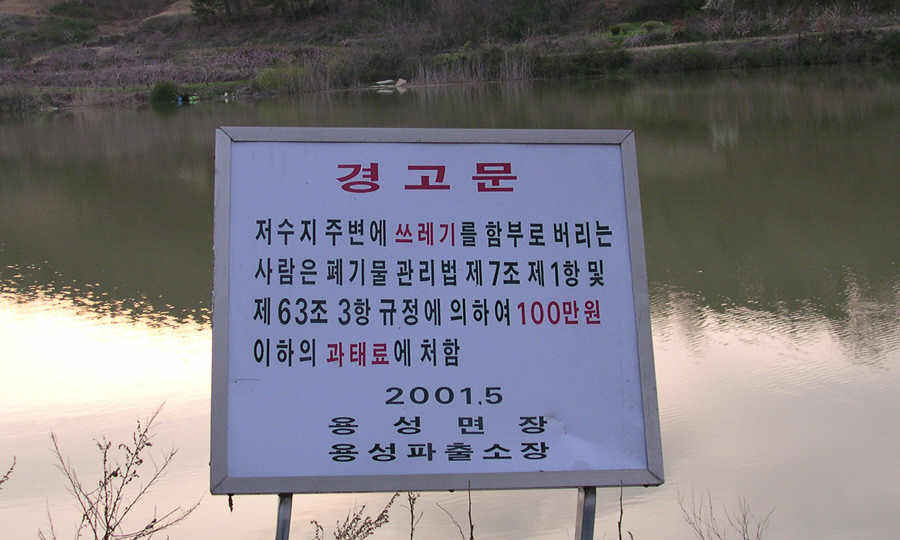 경고문
저수지 주변에 쓰레기를 함부로 버리는
사람은 폐기물 관리법 제7조 제1항 및
제63조 3항 규정에 의하여 100만원
이하의 과태료에 처함
2001.5
용성면장
용성파출소장